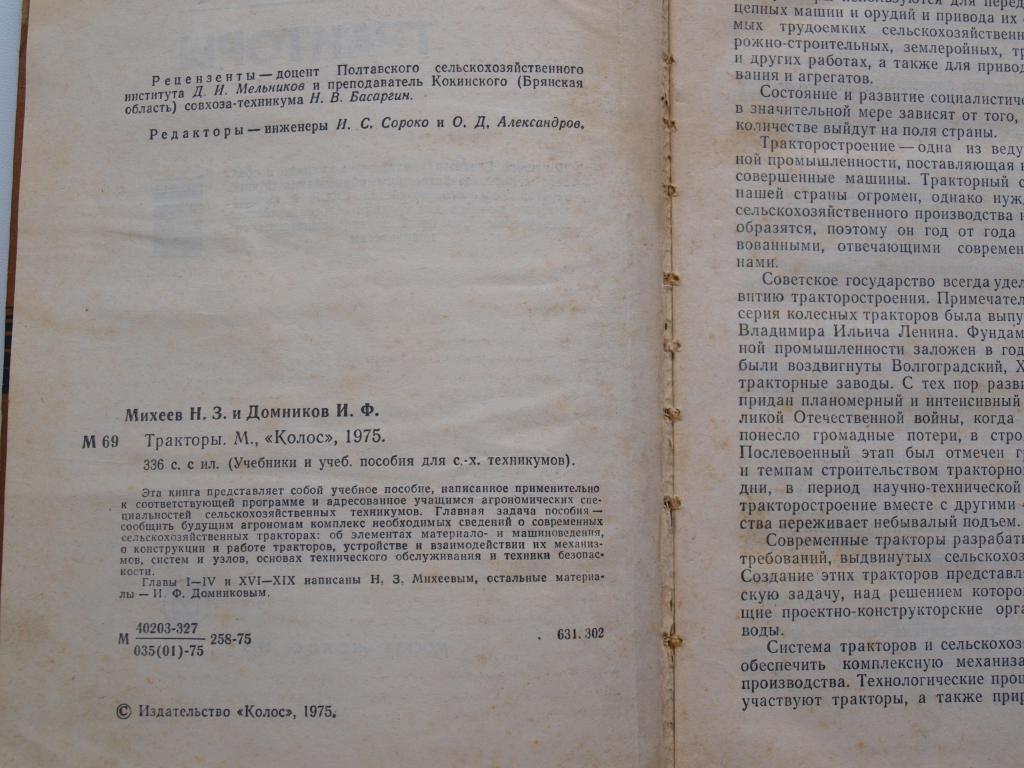 Рецензенты — доцент Полтавского сельскохозяйственного
института Д. И. Мельников и преподаватель Кокинского (Брянская
область) совхоза-техникума Н. В. Басаргин.
Редакторы — инженеры И. С. Сороко и О. Д. Александров.
Михеев Н. З. и Домников И. Ф.
М 69 Тракторы. М., «Колос», 1975.
336 с. с ил. (Учебники и учеб. пособия для с.-х. техникумов).
Эта книга представляет собой учебное пособие, написанное применительно
к соответствующей программе и адресованное учащимся агрономических спе-
циальностей сельскохозяйственных техникумов. Главная задача пособия —
сообщить будущим агрономам комплекс необходимых сведений о современных
сельскохозяйственных тракторах: об элементах материало- и машиноведения,
о конструкции и работе тракторов, устройстве и взаимодействии их механиз-
мов, систем и узлов, основах технического обслуживания и техники безопас-
ности.
Главы I—IV и XVI—XIX написаны Н. З. Михеевым, остальные материа-
лы — И. Ф. Домниковым.
М 40203-327
035(01)-75 258-75 631.302
© Издательство «Колос», 1975.
цепных машин и орудий и привода их
мых трудоемких сельскохозяйствен
рожно-строительных, землеройных, тр
и других работах, а также для привод
вания и агрегатов.
Состояние и развитие социалистиче
в значительной мере зависят от того,
количестве выйдут на поля страны.
Тракторостроение — одна из веду
ной промышленности, поставляющая
совершенные машины. Тракторный
нашей страны огромен, однако нуж
сельскохозяйственного производства
образятся, поэтому он год от года
вованными, отвечающими современ
нами.
Советское государство всегда удел
витию тракторостроения. Примечател
серия колесных тракторов была выпу
Владимира Ильича Ленина. Фундам
ной промышленности заложен в год
были воздвигнуты Волгоградский, Х
тракторные заводы. С тех пор разви
придан планомерный и интенсивный
ликой Отечественной войны, когда
понесло громадные потери, в стро
Послевоенный этап был отмечен
и темпам строительством тракторно
дни, в период научно-технической
тракторостроение вместе с другими
ства переживает небывалый подъем.
Современные тракторы разрабат
требований, выдвинутых сельскохоз
Создание этих тракторов представл
скую задачу, над решением которой
щие проектно-конструкторские орга
воды.
Система тракторов и сельскохоз
обеспечить комплексную механиза
производства. Технологические проц
участвуют тракторы, а также прир